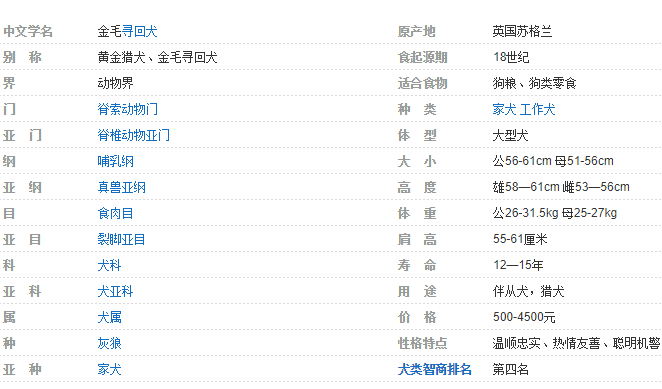 中文学名 金毛寻回犬 原产地 英国苏格兰
别 称 黄金猎犬、金毛寻回犬 食起源期 18世纪
界 动物界 适合食物 狗粮、狗类零食
门 脊索动物门 种 类 家犬 工作犬
亚 门 脊椎动物亚门 体 型 大型犬
纲 哺乳纲 大 小 公56-61cm 母51-56cm
亚 纲 真兽亚纲 高 度 雄58—61cm 雌53—56cm
目 食肉目 体 重 公26-31.5kg 母25-27kg
亚 目 裂脚亚目 肩 高 55-61厘米
科 犬科 寿 命 12—15年
亚 科 犬亚科 用 途 伴从犬，猎犬
属 犬属 价 格 500-4500元
种 灰狼 性格特点 温顺忠实、热情友善、聪明机警
亚 种 家犬 犬类智商排名 第四名